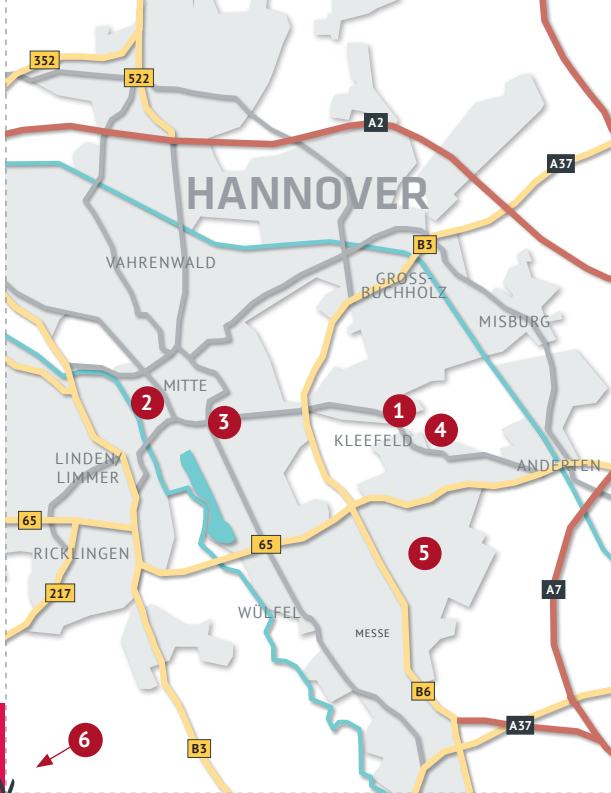 352
522
A2
A37
HANNOVER
B3
VAHRENWALD
GROSS-
BUCHHOLZ
MISBURG
MITTE
2
3
1
4
KLEEFELD
LINDEN/
LIMMER
ANDERTEN
65
65
RICKLINGEN
5
217
A7
WÜLFEL
MESSE
B6
A37
6
B3